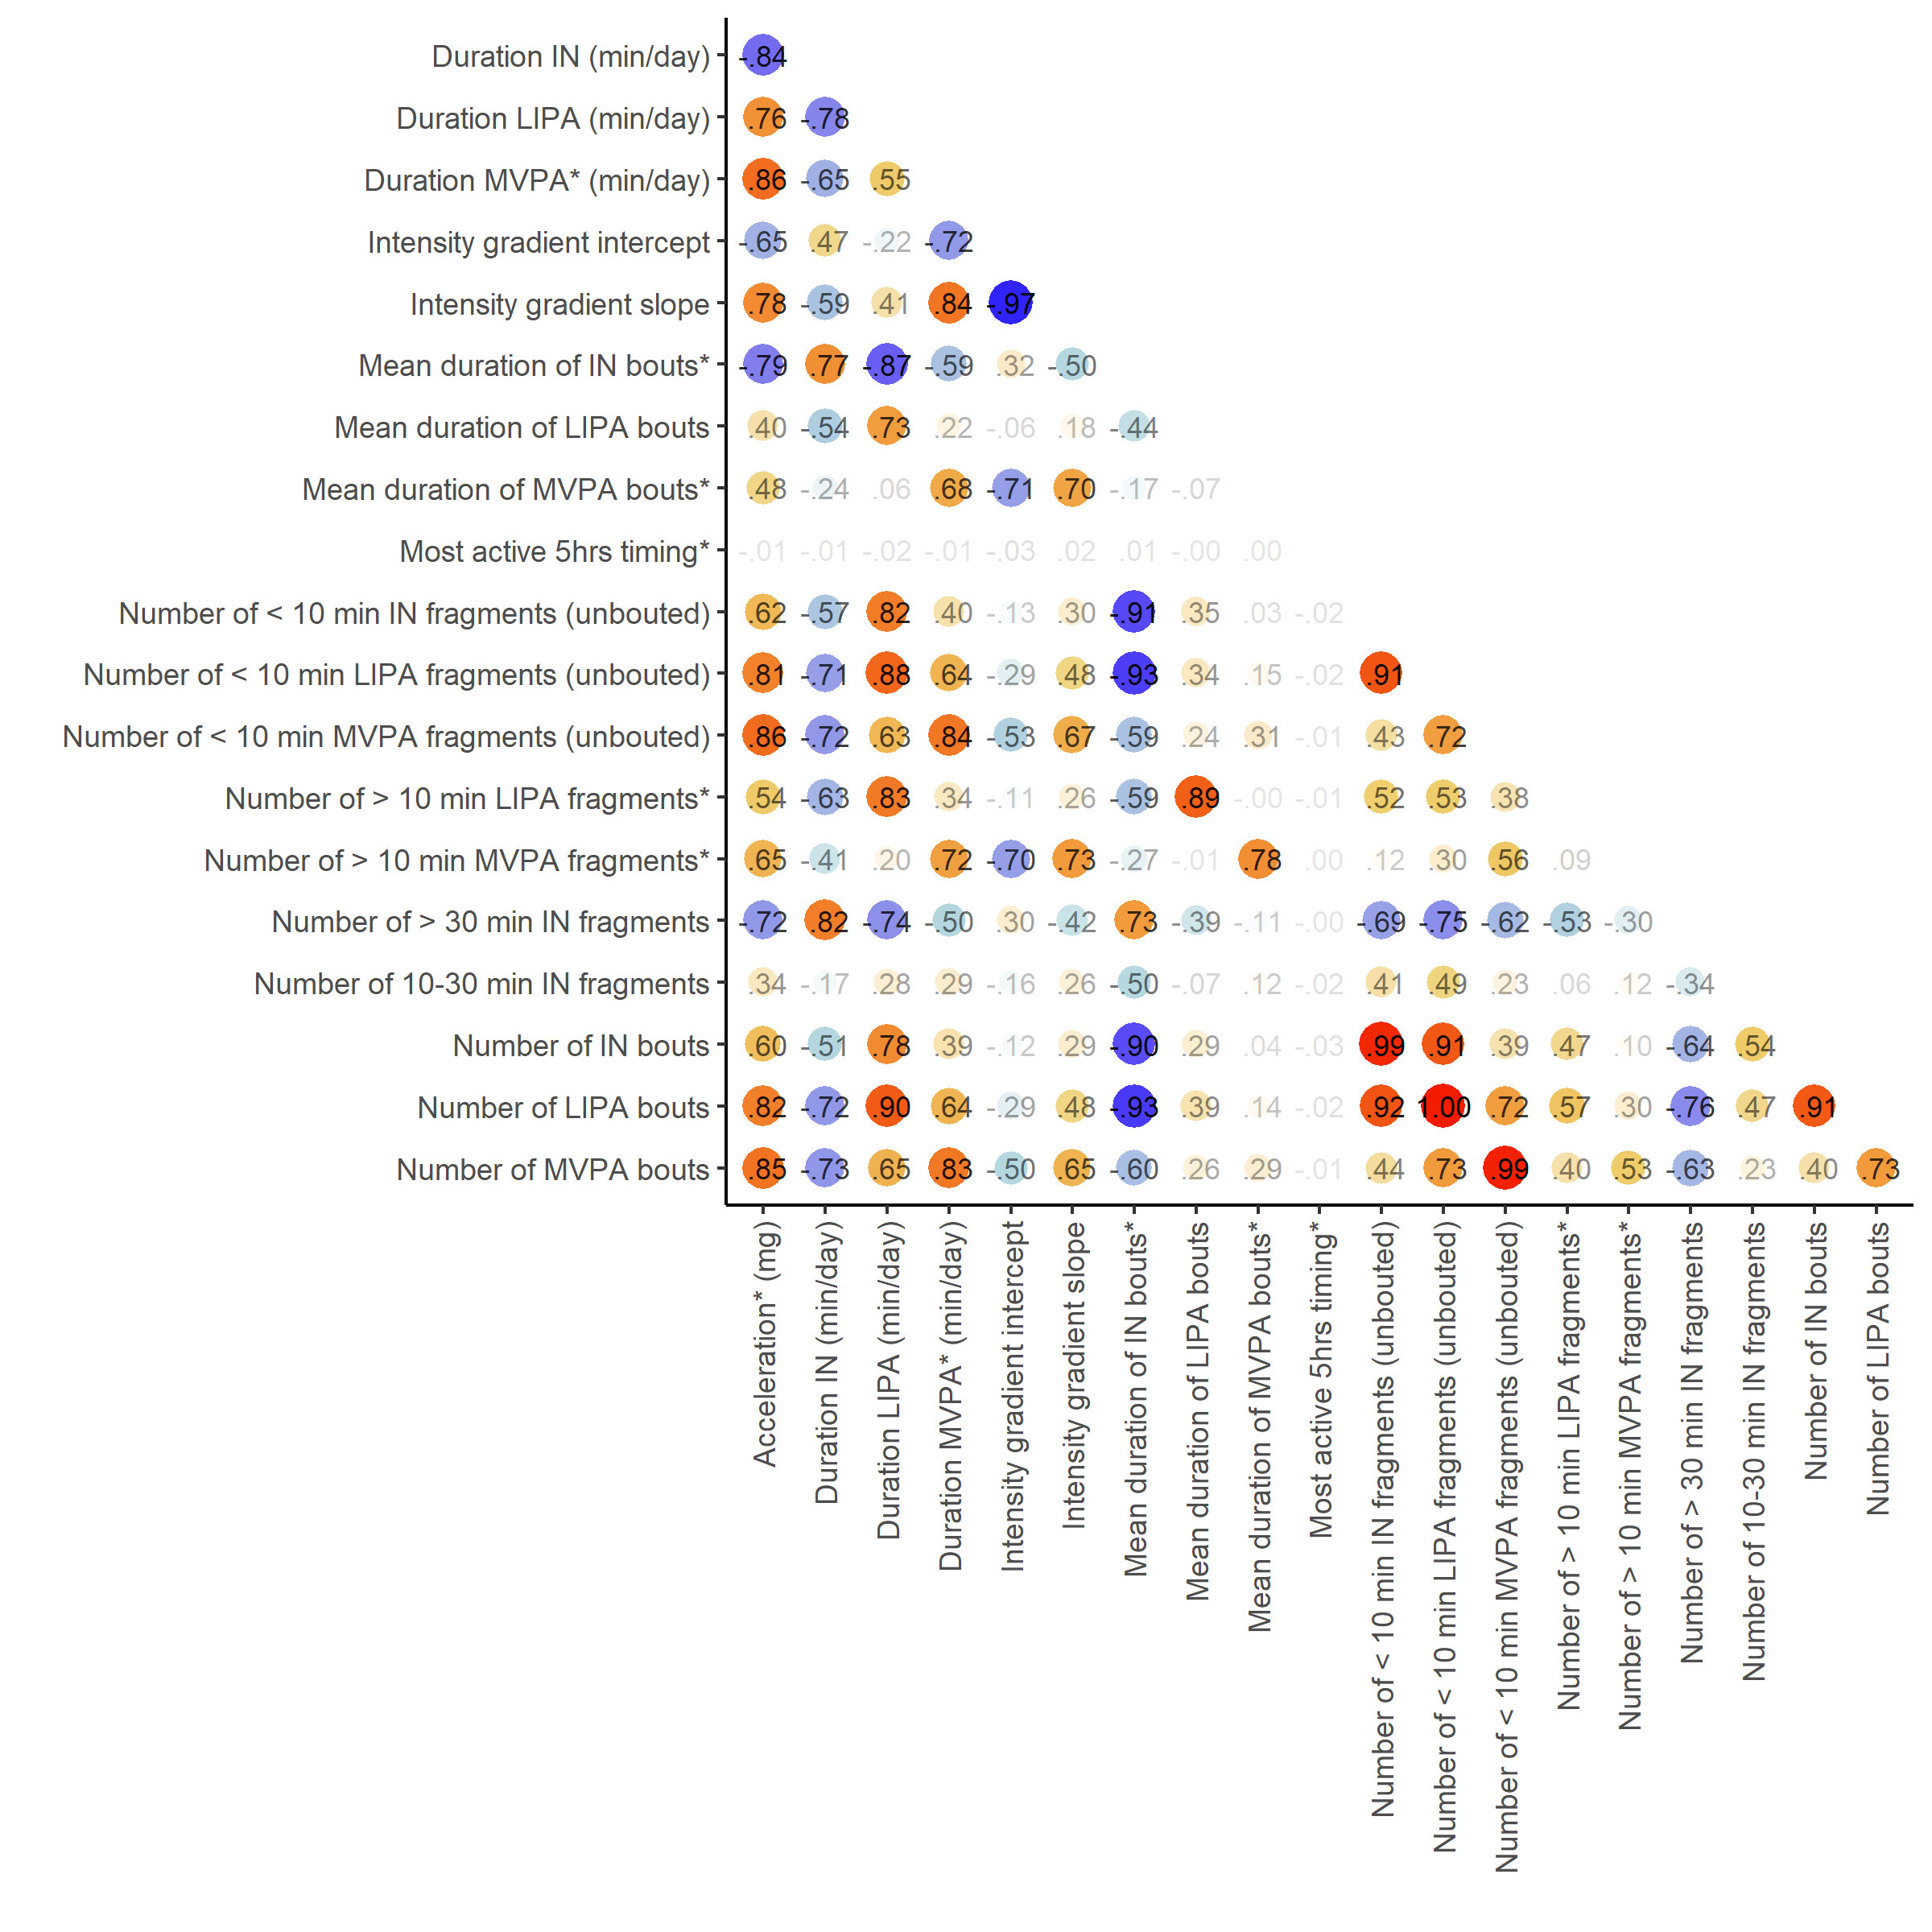 Duration IN (min/day) -.84
Duration LIPA (min/day) .76 -.78
Duration MVPA* (min/day) .86 -.65 .55
Intensity gradient intercept -.65 .47 -.22 -.72
Intensity gradient slope .78 -.59 .41 .84 -.97
Mean duration of IN bouts* -.79 .77 -.87 -.59 .32 -.50
Mean duration of LIPA bouts .40 -.54 .73 .22 -.06 .18 -.44
Mean duration of MVPA bouts* .48 -.24 .06 .68 -.71 .70 -.17 -.07
Most active 5hrs timing* -.01 -.01 -.02 -.01 -.03 .02 .01 -.00 .00
Number of < 10 min IN fragments (unbouted) .62 -.57 .82 .40 -.13 .30 -.91 .35 .03 -.02
Number of < 10 min LIPA fragments (unbouted) .81 -.71 .88 .64 -.29 .48 -.93 .34 .15 -.02 .91
Number of < 10 min MVPA fragments (unbouted) .86 -.72 .63 .84 -.53 .67 -.59 .24 .31 -.01 .43 .72
Number of > 10 min LIPA fragments* .54 -.63 .83 .34 -.11 .26 -.59 .89 -.00 -.01 .52 .53 .38
Number of > 10 min MVPA fragments* .65 -.41 .20 .72 -.70 .73 -.27 -.01 .78 .00 .12 .30 .56 .09
Number of > 30 min IN fragments -.72 .82 -.74 -.50 .30 -.42 .73 -.39 -.11 -.00 -.69 -.75 -.62 -.53 -.30
Number of 10-30 min IN fragments .34 -.17 .28 .29 -.16 .26 -.50 -.07 .12 -.02 .41 .49 .23 .06 .12 -.34
Number of IN bouts .60 -.51 .78 .39 -.12 .29 -.90 .29 .04 -.03 .99 .91 .39 .47 .10 -.64 .54
Number of LIPA bouts .82 -.72 .90 .64 -.29 .48 -.93 .39 .14 -.02 .92 1.00 .72 .57 .30 -.76 .47 .91
Number of MVPA bouts .85 -.73 .65 .83 -.50 .65 -.60 .26 .29 -.01 .44 .73 .99 .40 .53 -.63 .23 .40 .73
Acceleration* (mg)
Duration IN (min/day)
Duration LIPA (min/day)
Duration MVPA* (min/day)
Intensity gradient intercept
Intensity gradient slope
Mean duration of IN bouts*
Mean duration of LIPA bouts
Mean duration of MVPA bouts*
Most active 5hrs timing*
Number of < 10 min IN fragments (unbouted)
Number of < 10 min LIPA fragments (unbouted)
Number of < 10 min MVPA fragments (unbouted)
Number of > 10 min LIPA fragments*
Number of > 10 min MVPA fragments*
Number of > 30 min IN fragments
Number of 10-30 min IN fragments
Number of IN bouts
Number of LIPA bouts